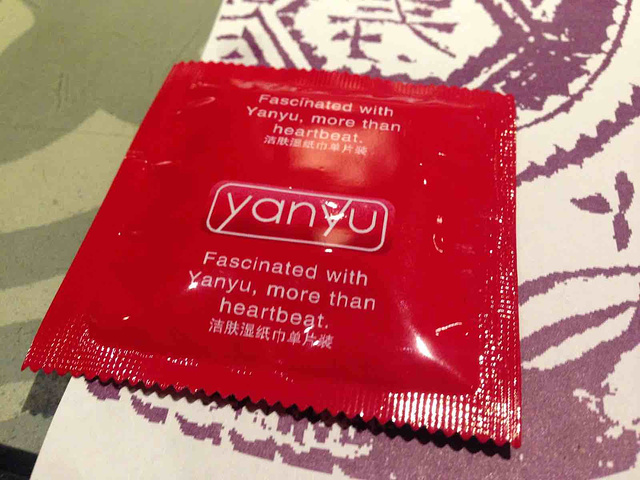 Fascinated with
Yanyu, more than
heartbeat.
洁肤湿纸巾单片装
yanyu
Fascinated with
Yanyu, more than
heartbeat.
洁肤湿纸巾单片装